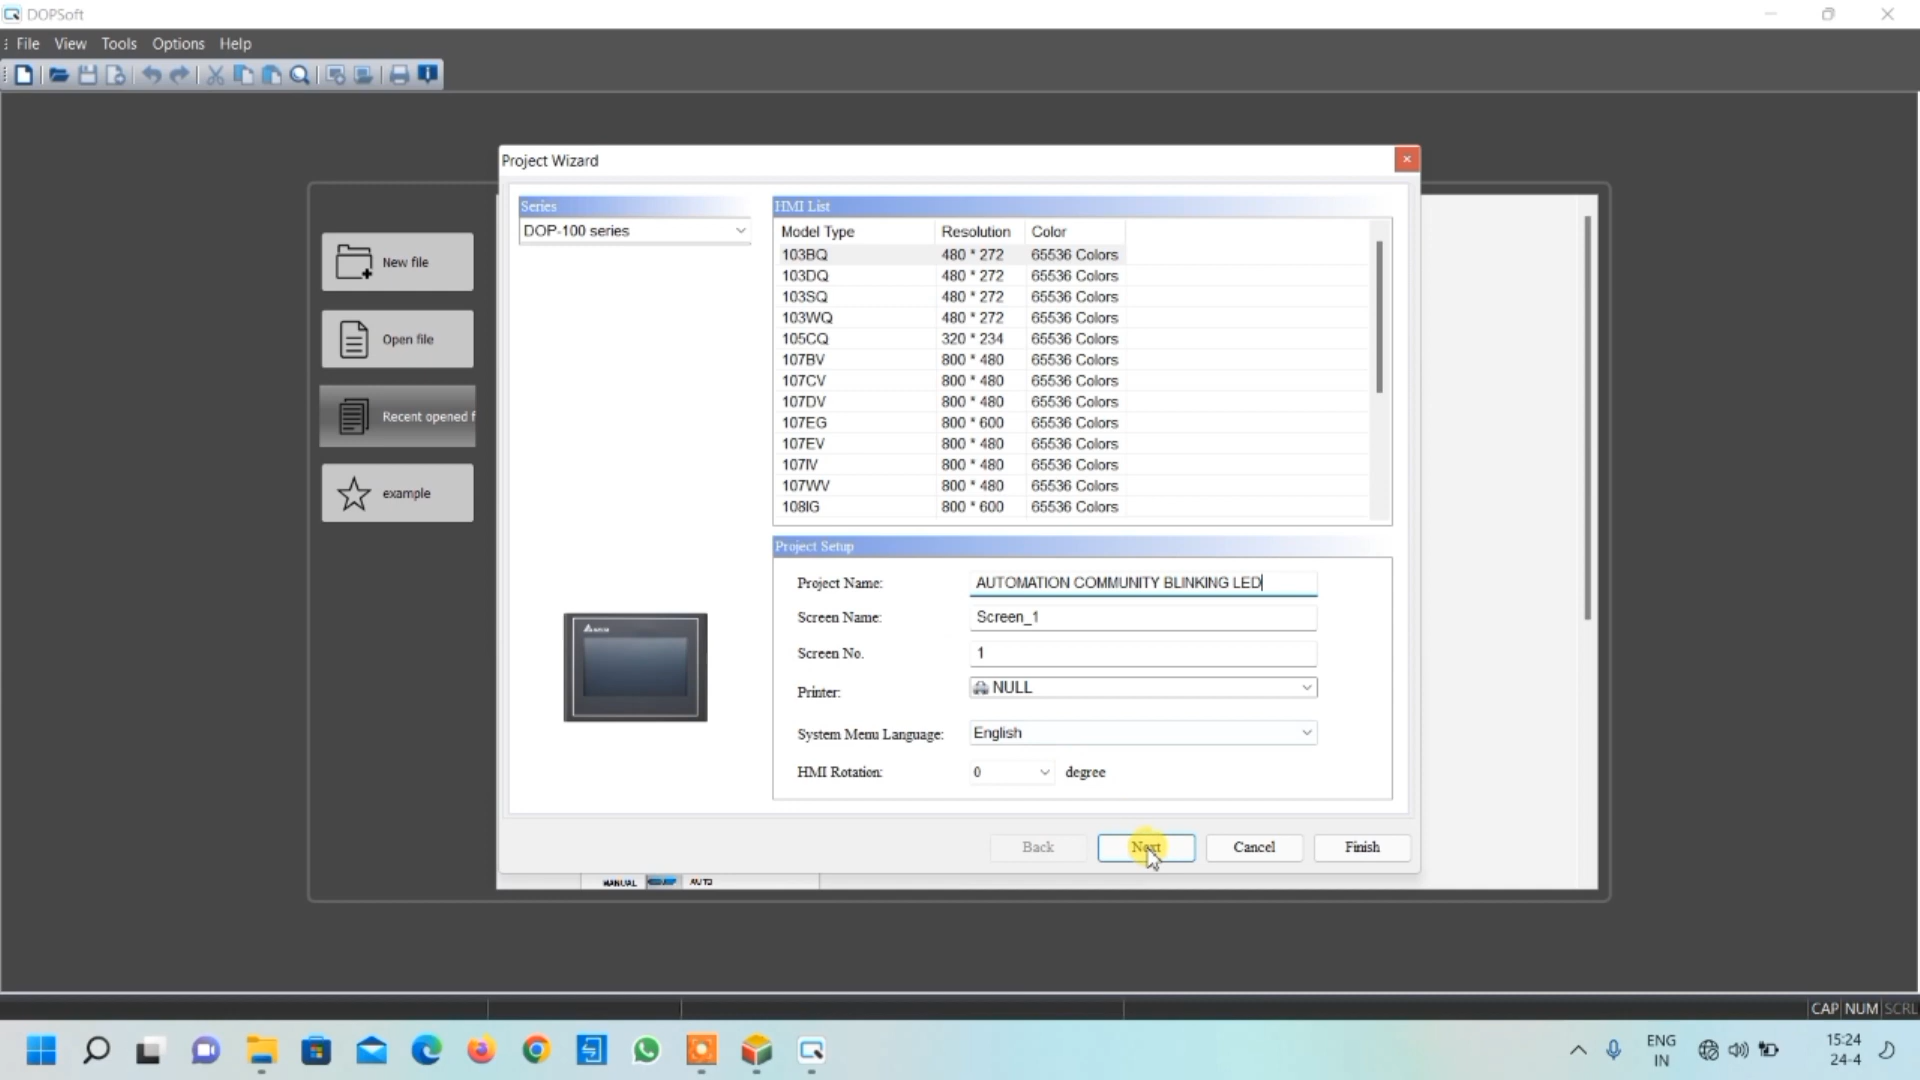 DOPSoft
File View Tools Options Help
Project Wizard
Series
DOP-100 series
HMI List
Model Type Resolution Color
103BQ 480 * 272 65536 Colors
103DQ 480 * 272 65536 Colors
103SQ 480 * 272 65536 Colors
103WQ 480 * 272 65536 Colors
105CQ 320 * 234 65536 Colors
107BV 800 * 480 65536 Colors
107CV 800 * 480 65536 Colors
107DV 800 * 480 65536 Colors
107EG 800 * 600 65536 Colors
107EV 800 * 480 65536 Colors
107IV 800 * 480 65536 Colors
107WV 800 * 480 65536 Colors
108IG 800 * 600 65536 Colors
New file
Open file
Recent opened f
example
Project Setup
Project Name: AUTOMATION COMMUNITY BLINKING LED
Screen Name: Screen_1
Screen No. 1
Printer: NULL
System Menu Language: English
HMI Rotation: 0 degree
Back Next Cancel Finish
MANUAL AUTO
CAP NUM SCRL
ENG
IN
15:24
24-4